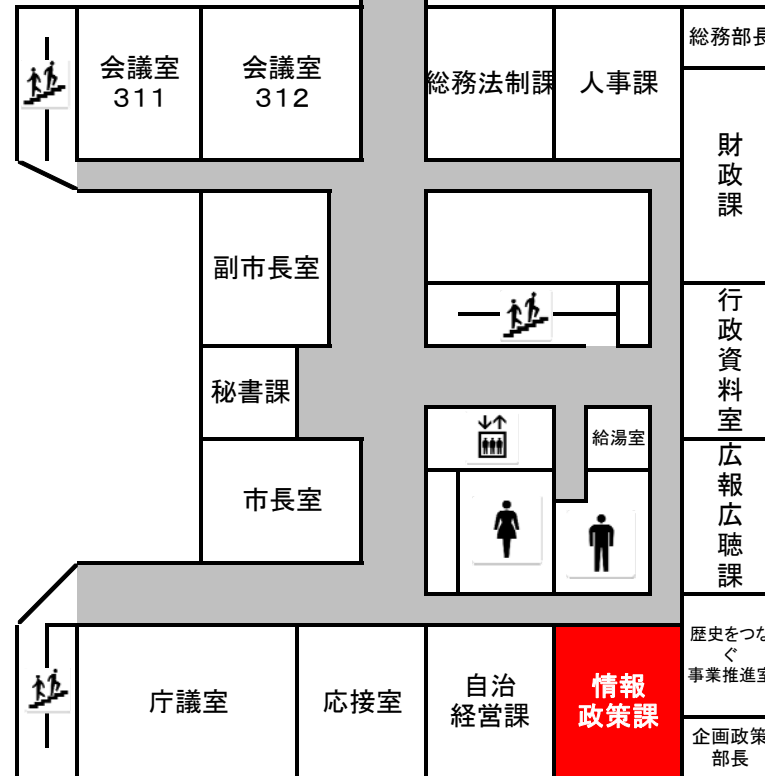 会議室
311
会議室
312
総務法制課
人事課
総務部長
財政課
副市長室
行政資料室
秘書課
給湯室
市長室
広報広聴課
庁議室
応接室
自治
経営課
情報
政策課
歴史をつな
ぐ
事業推進室
企画政策
部長